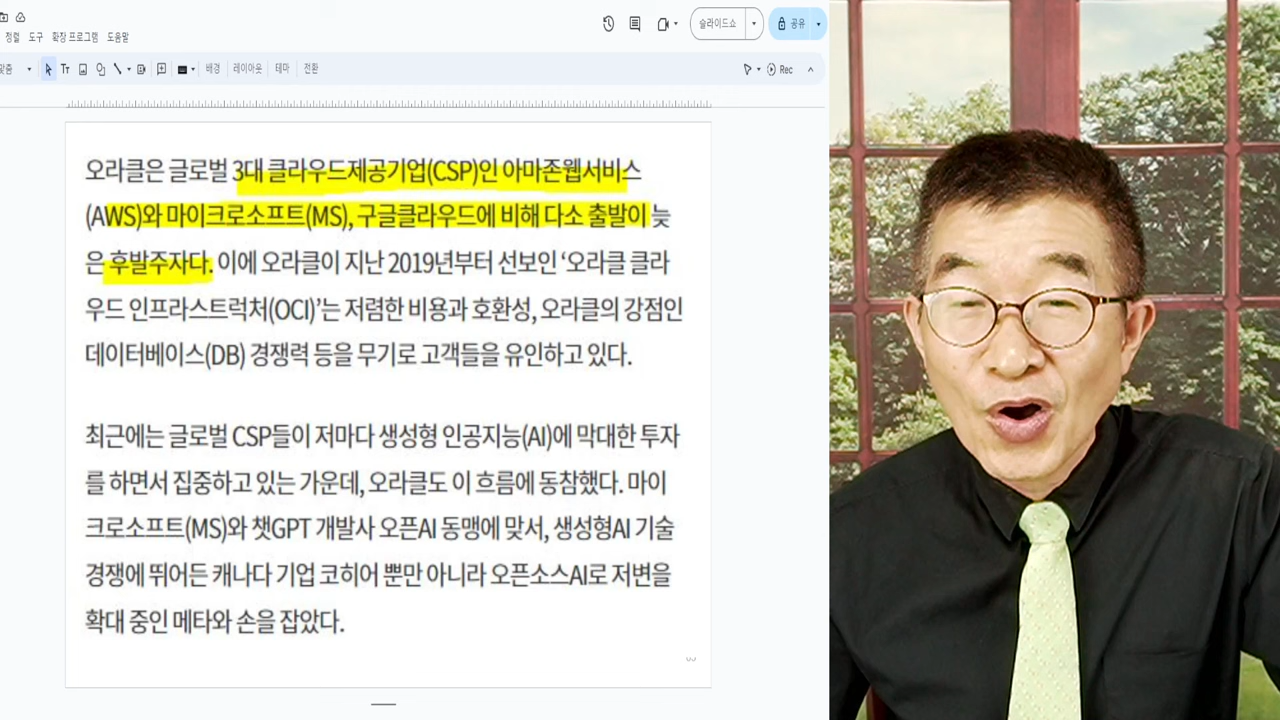 정렬 도구 확장 프로그램 도움말
슬라이드쇼
공유
맞춤
Tт
배경
레이아웃
테마
전환
Rec
오라클은 글로벌 3대 클라우드제공기업(CSP)인 아마존웹서비스
(AWS)와 마이크로소프트(MS), 구글클라우드에 비해 다소 출발이 늦
은 후발주자다. 이에 오라클이 지난 2019년부터 선보인 ‘오라클 클라
우드 인프라스트럭처(OCI)’는 저렴한 비용과 호환성, 오라클의 강점인
데이터베이스(DB) 경쟁력 등을 무기로 고객들을 유인하고 있다.
최근에는 글로벌 CSP들이 저마다 생성형 인공지능(AI)에 막대한 투자
를 하면서 집중하고 있는 가운데, 오라클도 이 흐름에 동참했다. 마이
크로소프트(MS)와 챗GPT 개발사 오픈AI 동맹에 맞서, 생성형AI 기술
경쟁에 뛰어든 캐나다 기업 코히어 뿐만 아니라 오픈소스AI로 저변을
확대 중인 메타와 손을 잡았다.